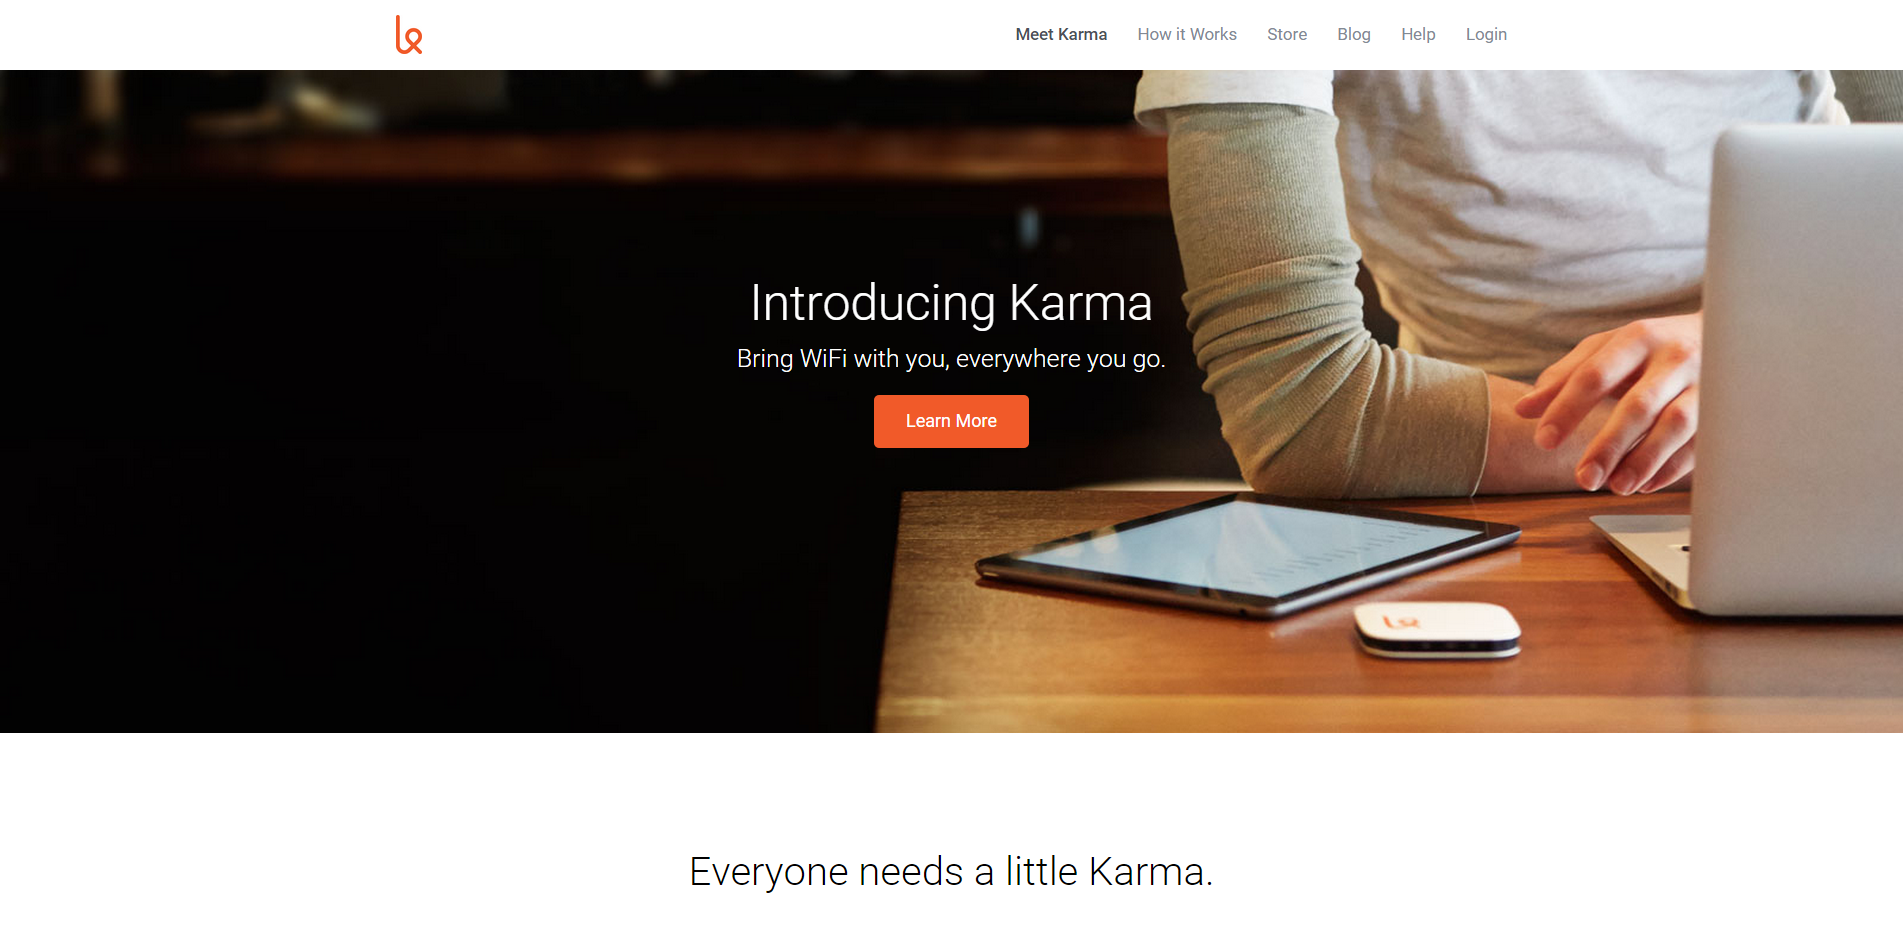 Meet Karma
How it Works
Store
Blog
Help
Login
Introducing Karma
Bring WiFi with you, everywhere you go.
Learn More
Everyone needs a little Karma.